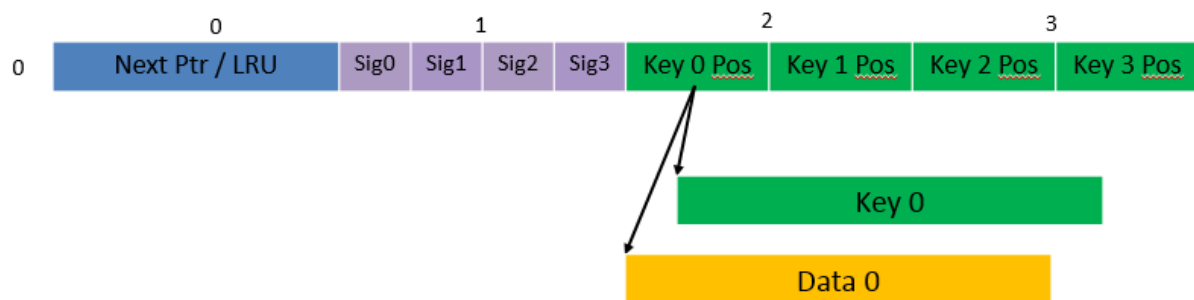 0 1 2 3
0 Next Ptr / LRU Sig0 Sig1 Sig2 Sig3 Key 0 Pos Key 1 Pos Key 2 Pos Key 3 Pos
Key 0
Data 0